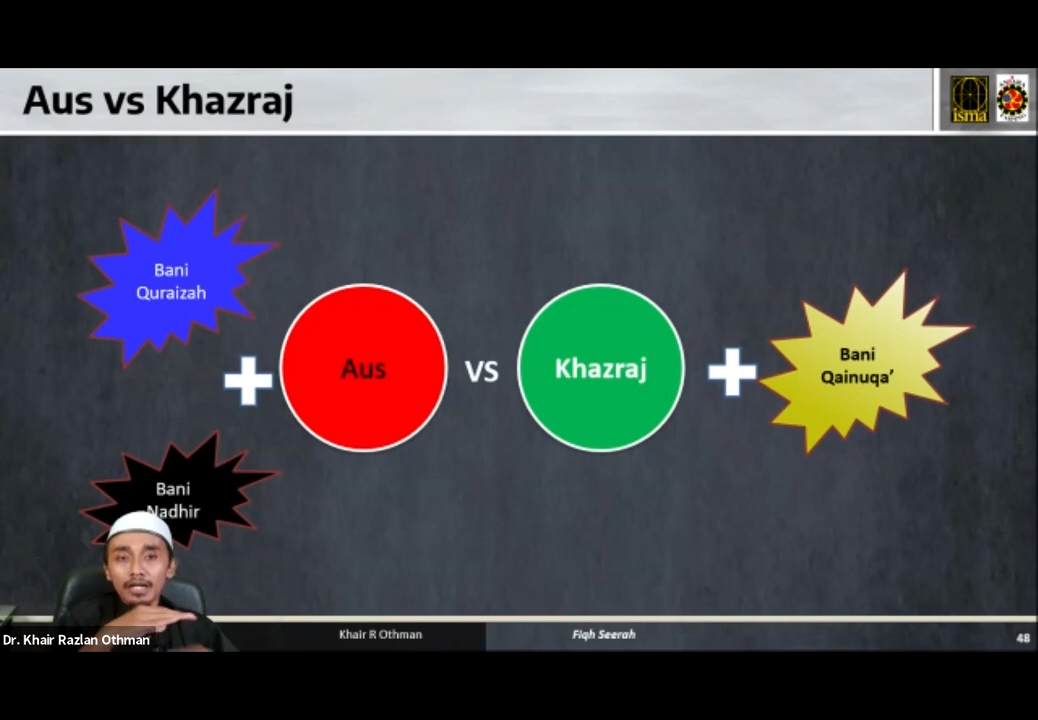 Aus vs Khazraj
isma
Bani
Quraizah
Aus
VS
Khazraj
Bani
Qainuqa’
Bani
Nadhir
Dr. Khair Razlan Othman
Khair R Othman
Fiqh Seerah
48